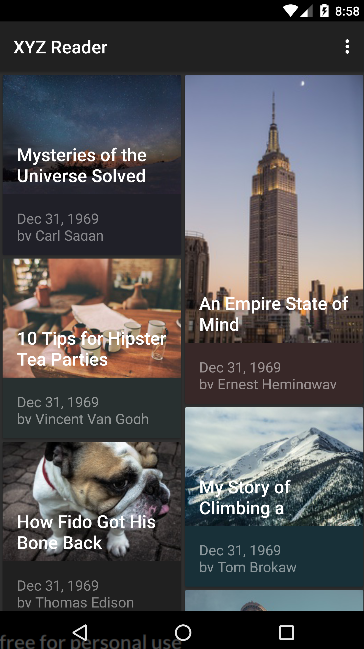 8:58
XYZ Reader
Mysteries of the
Universe Solved
Dec 31, 1969
by Carl Sagan
An Empire State of
Mind
Dec 31, 1969
by Ernest Hemingway
10 Tips for Hipster
Tea Parties
Dec 31, 1969
by Vincent Van Gogh
My Story of
Climbing a
Dec 31, 1969
by Tom Brokaw
How Fido Got His
Bone Back
Dec 31, 1969
by Thomas Edison
free for personal use